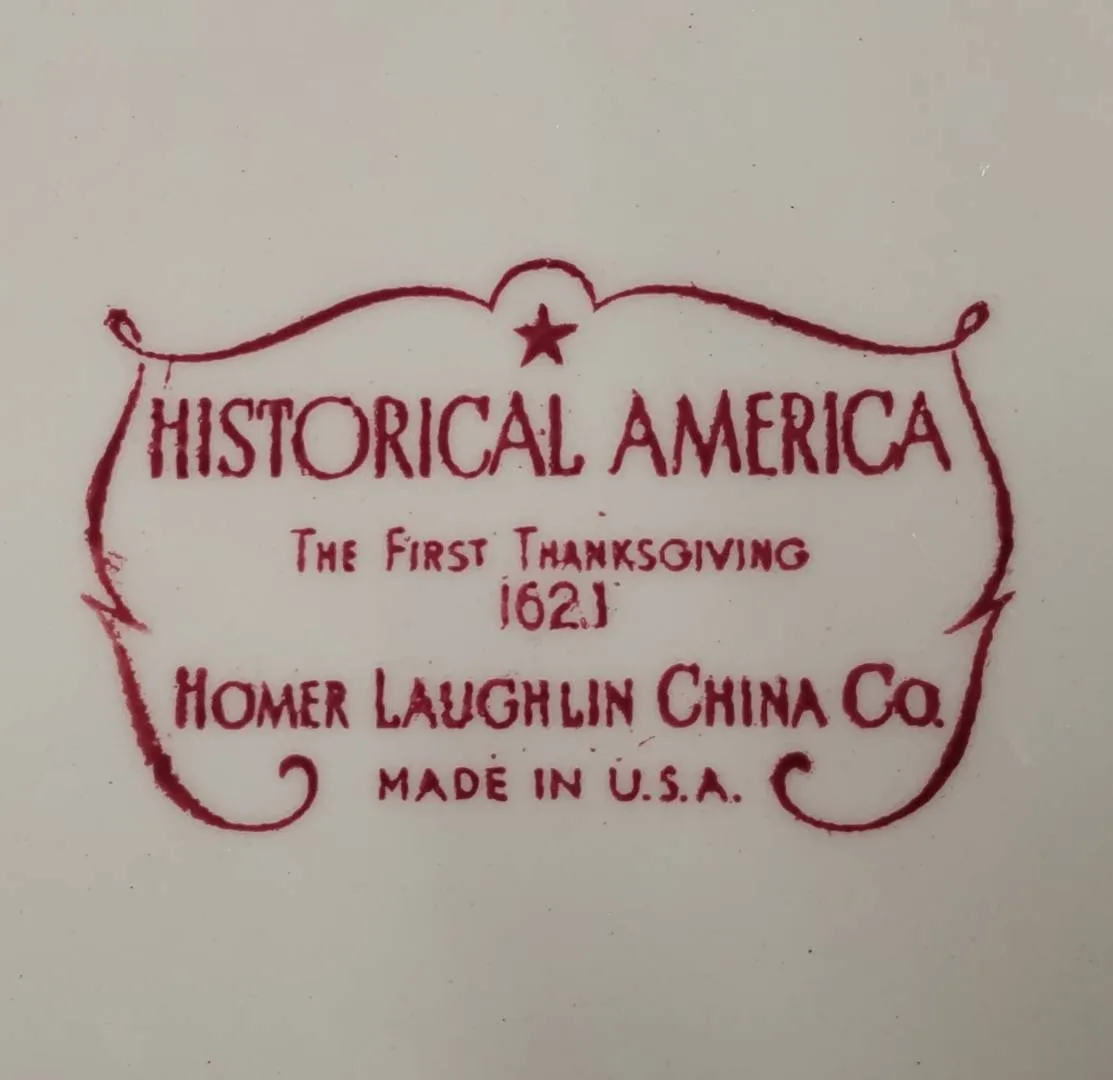 HISTORICAL AMERICA
THE FIRST THANKSGIVING
1621
HOMER LAUGHLIN CHINA CO.
MADE IN U.S.A.